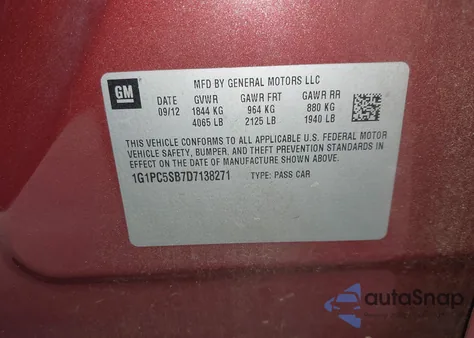 GM
MFD BY GENERAL MOTORS LLC
DATE GVWR GAWR FRT GAWR RR
09/12 1844 KG 964 KG 880 KG
4065 LB 2125 LB 1940 LB
THIS VEHICLE CONFORMS TO ALL APPLICABLE U.S. FEDERAL MOTOR
VEHICLE SAFETY, BUMPER, AND THEFT PREVENTION STANDARDS IN
EFFECT ON THE DATE OF MANUFACTURE SHOWN ABOVE.
1G1PC5SB7D7138271 TYPE: PASS CAR
autoSnap